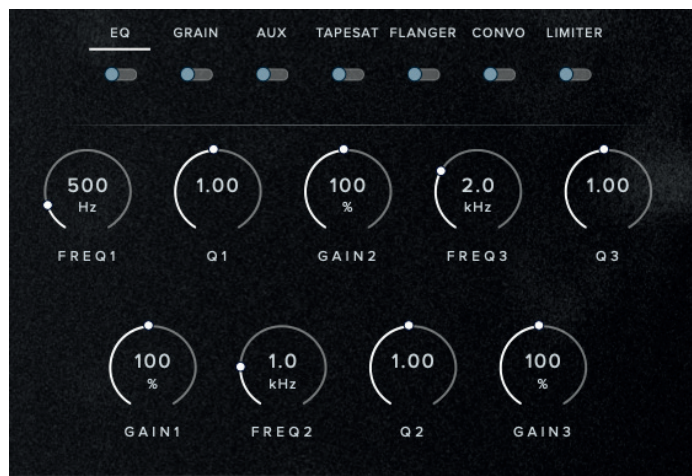 EQ GRAIN AUX TAPESAT FLANGER CONVO LIMITER
500 1.00 100 2.0 1.00
Hz % kHz
FREQ1 Q1 GAIN2 FREQ3 Q3
100 1.0 1.00 100
% kHz %
GAIN1 FREQ2 Q2 GAIN3